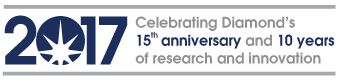 2017
Celebrating Diamond's
15th anniversary and 10 years
of research and innovation